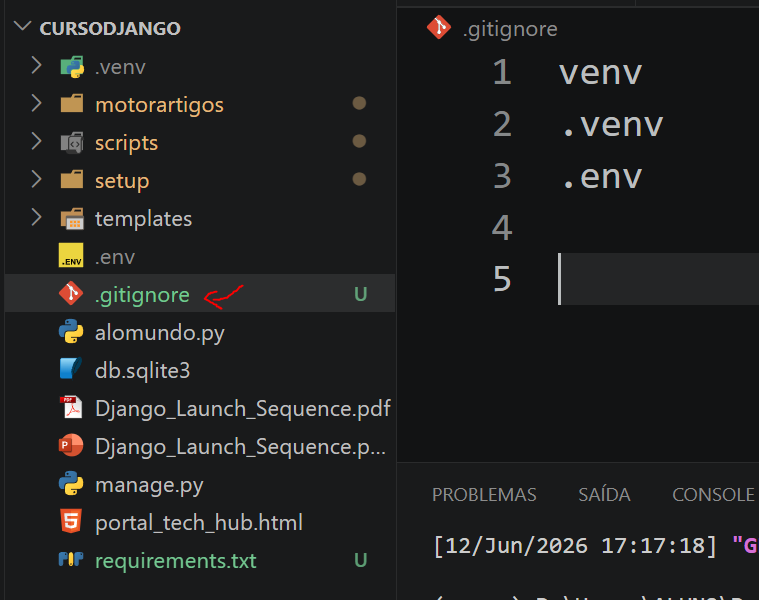 CURSODJANGO
.venv
motorartigos
scripts
setup
templates
.env
.gitignore U
alomundo.py
db.sqlite3
Django_Launch_Sequence.pdf
Django_Launch_Sequence.p...
manage.py
portal_tech_hub.html
requirements.txt U
.gitignore
1 venv
2 .venv
3 .env
4
5
PROBLEMAS SAÍDA CONSOLE
[12/Jun/2026 17:17:18] "G